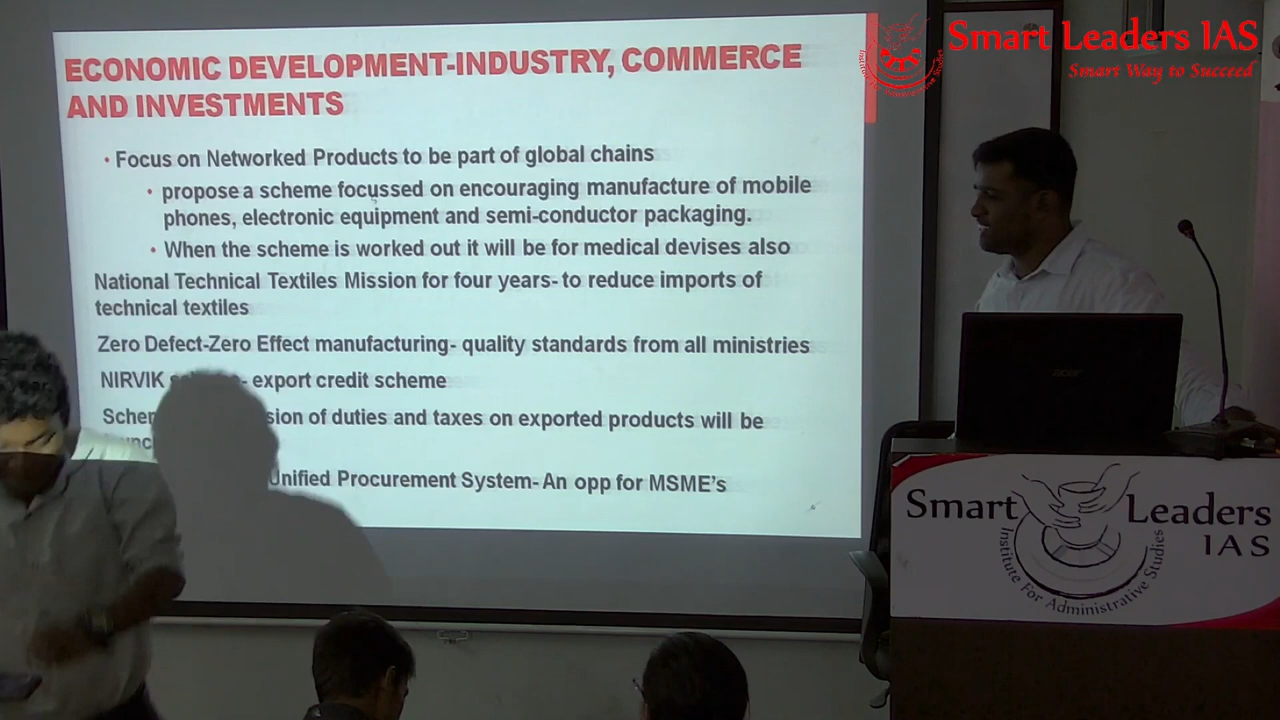 Smart Leaders IAS
Smart Way to Succeed
ECONOMIC DEVELOPMENT-INDUSTRY, COMMERCE
AND INVESTMENTS
• Focus on Networked Products to be part of global chains
• propose a scheme focussed on encouraging manufacture of mobile
phones, electronic equipment and semi-conductor packaging.
• When the scheme is worked out it will be for medical devises also
National Technical Textiles Mission for four years- to reduce imports of
technical textiles
Zero Defect-Zero Effect manufacturing- quality standards from all ministries
NIRVIK - export credit scheme
of duties and taxes on exported products will be
Unified Procurement System- An opp for MSME's
acer
Smart Leaders
IAS
Institute For Administrative Studies